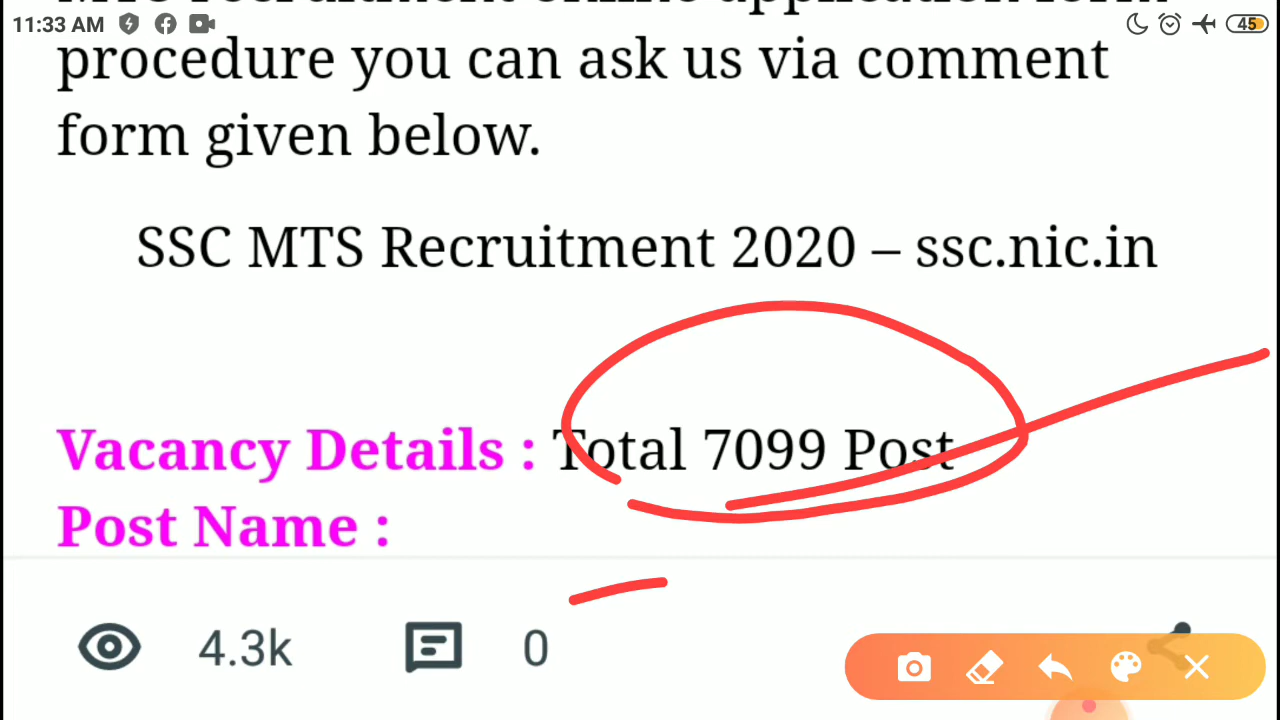 11:33 AM 45
procedure you can ask us via comment
form given below.
SSC MTS Recruitment 2020 – ssc.nic.in
Vacancy Details : Total 7099 Post
Post Name :
4.3k 0